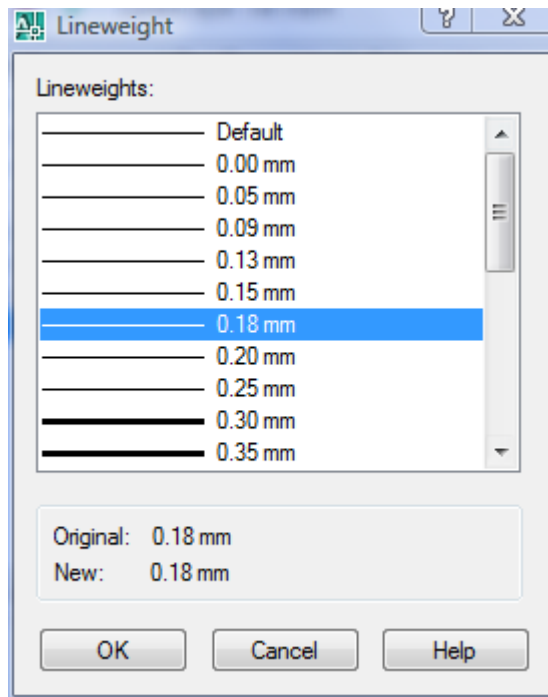 Lineweight
Lineweights:
Default
0.00 mm
0.05 mm
0.09 mm
0.13 mm
0.15 mm
0.18 mm
0.20 mm
0.25 mm
0.30 mm
0.35 mm
Original: 0.18 mm
New: 0.18 mm
OK Cancel Help